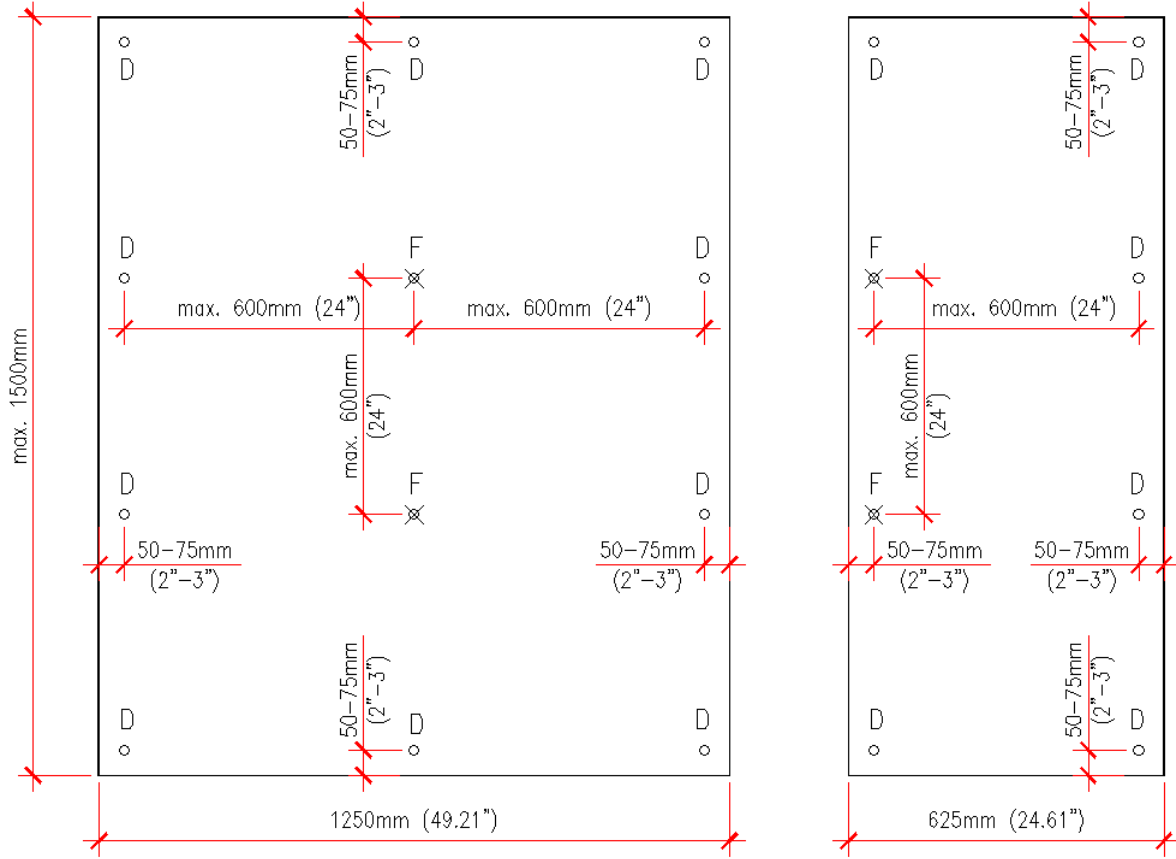 D D D D D
50-75mm
(2"-3")
50-75mm
(2"-3")
D F D F D
max. 600mm (24") max. 600mm (24") max. 600mm (24")
max. 1500mm
max. 600mm
(24")
max. 600mm
(24")
D F D F D
50-75mm 50-75mm 50-75mm 50-75mm
(2"-3") (2"-3") (2"-3") (2"-3")
50-75mm
(2"-3")
50-75mm
(2"-3")
D D D D D
1250mm (49.21") 625mm (24.61")